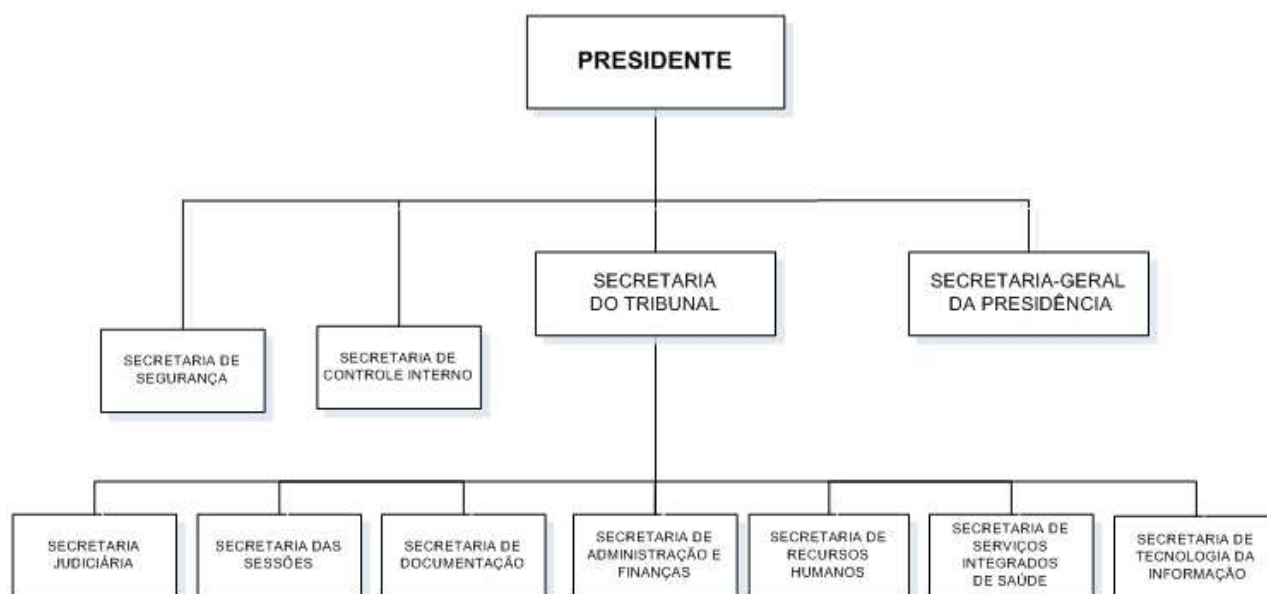 PRESIDENTE
SECRETARIA
DO TRIBUNAL
SECRETARIA-GERAL
DA PRESIDÊNCIA
SECRETARIA DE
SEGURANÇA
SECRETARIA DE
CONTROLE INTERNO
SECRETARIA
JUDICIÁRIA
SECRETARIA DAS
SESSÕES
SECRETARIA DE
DOCUMENTAÇÃO
SECRETARIA DE
ADMINISTRAÇÃO E
FINANÇAS
SECRETARIA DE
RECURSOS
HUMANOS
SECRETARIA DE
SERVIÇOS
INTEGRADOS
DE SAÚDE
SECRETARIA DE
TECNOLOGIA DA
INFORMAÇÃO